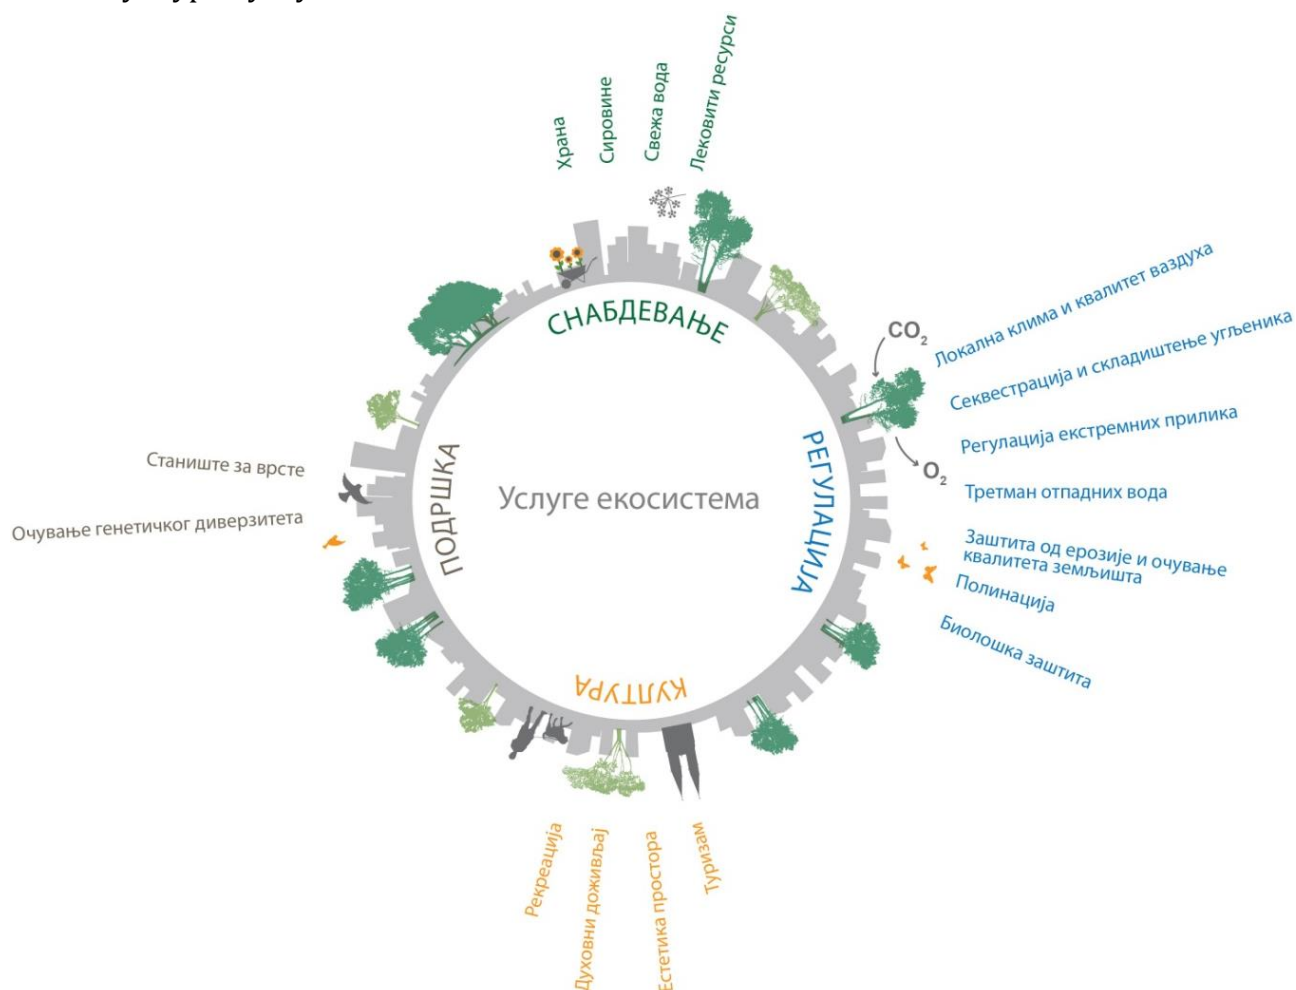 Храна
Сировине
Свежа вода
Лековити ресурси
СНАБДЕВАЊЕ
CO₂
O₂
Локална клима и квалитет ваздуха
Секвестрација и складиштење угљеника
Регулација екстремних прилика
Третман отпадних вода
Заштита од ерозије и очување
квалитета земљишта
Полинација
Биолошка заштита
РЕГУЛАЦИЈА
Услуге екосистема
ПОДРШКА
Станиште за врсте
Очување генетичког диверзитета
КУЛТУРА
Рекреација
Духовни доживљај
Естетика простора
Туризам